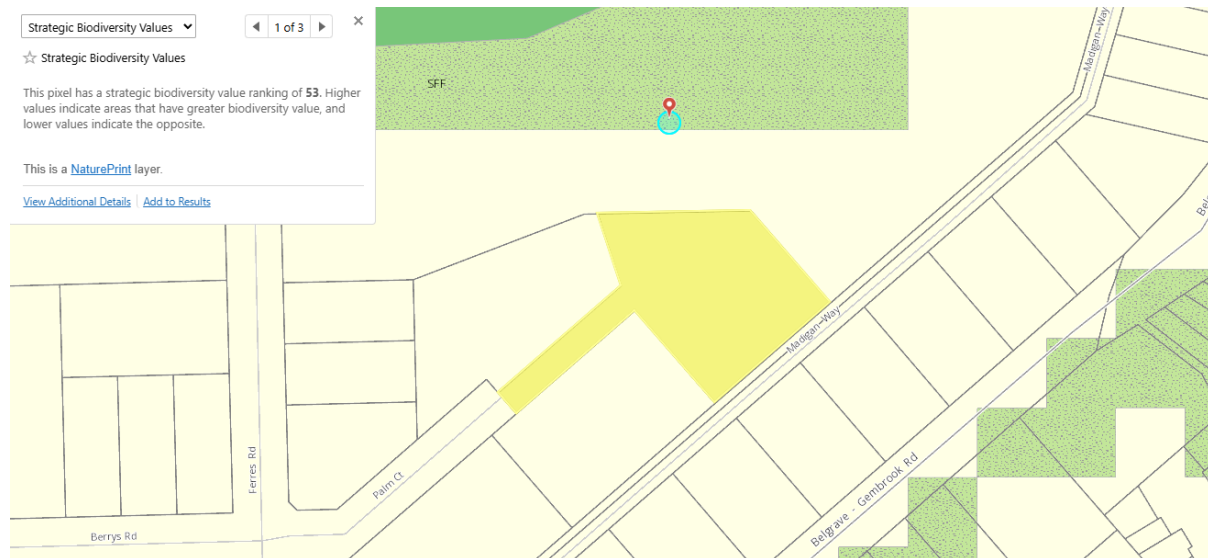 Strategic Biodiversity Values
1 of 3
Strategic Biodiversity Values
This pixel has a strategic biodiversity value ranking of 53. Higher
values indicate areas that have greater biodiversity value, and
lower values indicate the opposite.
This is a NaturePrint layer.
View Additional Details
Add to Results
SFF
Madigan-Way
Madigan-Way
Ferres Rd
Palm Ct
Belgrave - Gembrook Rd
Berrys Rd